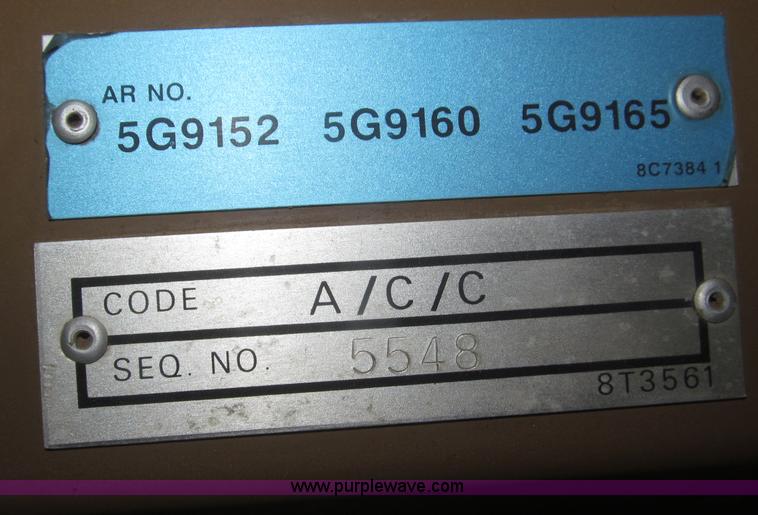 AR NO.
5G9152 5G9160 5G9165
8C7384 1
CODE A/C/C
SEQ. NO. 5548
8T3561
www.purplewave.com